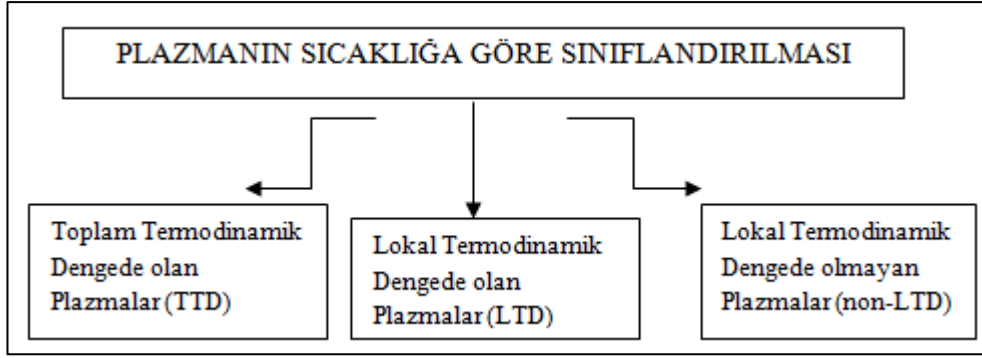 PLAZMANIN SICAKLIĞA GÖRE SINIFLANDIRILMASI
Toplam Termodinamik
Dengede olan
Plazmalar (TTD)
Lokal Termodinamik
Dengede olan
Plazmalar (LTD)
Lokal Termodinamik
Dengede olmayan
Plazmalar (non-LTD)